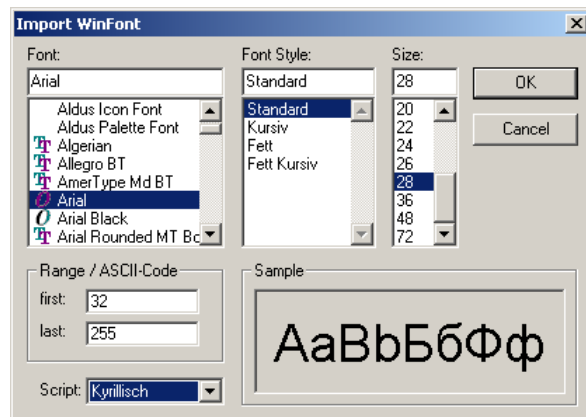 Import WinFont
Font:
Arial
Aldus Icon Font
Aldus Palette Font
Algerian
Allegro BT
AmerType Md BT
Arial
Arial Black
Arial Rounded MT Bo
Font Style:
Standard
Standard
Kursiv
Fett
Fett Kursiv
Size:
28
20
22
24
26
28
36
48
72
OK
Cancel
Range / ASCII-Code
first: 32
last: 255
Script: Kyrillisch
Sample
AaBbБбФф